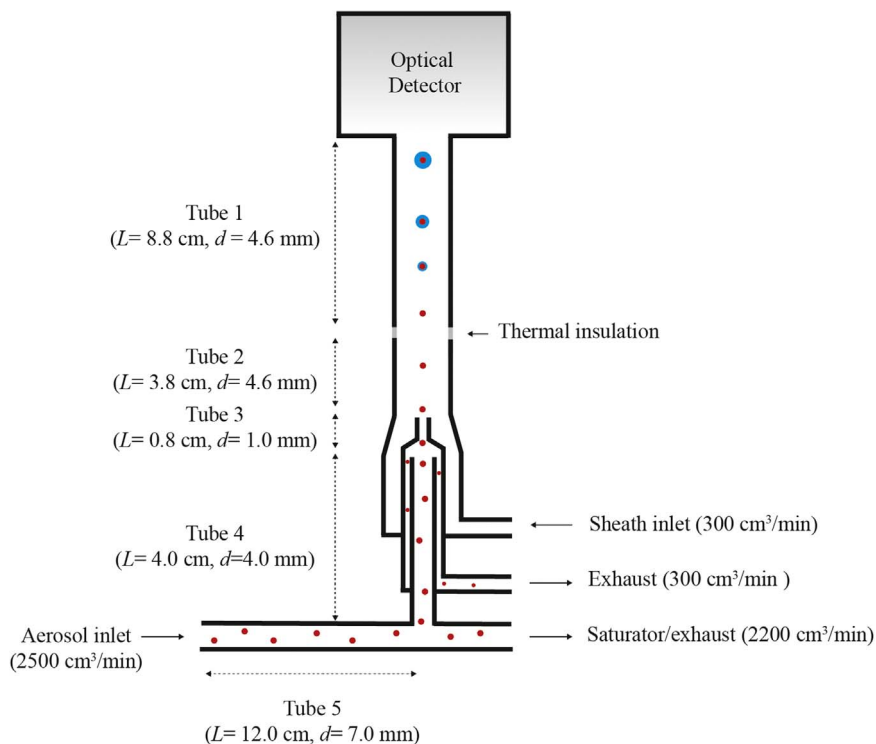 Optical
Detector
Tube 1
(L= 8.8 cm, d = 4.6 mm)
Thermal insulation
Tube 2
(L= 3.8 cm, d= 4.6 mm)
Tube 3
(L= 0.8 cm, d= 1.0 mm)
Sheath inlet (300 cm³/min)
Tube 4
(L= 4.0 cm, d=4.0 mm)
Exhaust (300 cm³/min )
Aerosol inlet
(2500 cm³/min)
Saturator/exhaust (2200 cm³/min)
Tube 5
(L= 12.0 cm, d= 7.0 mm)